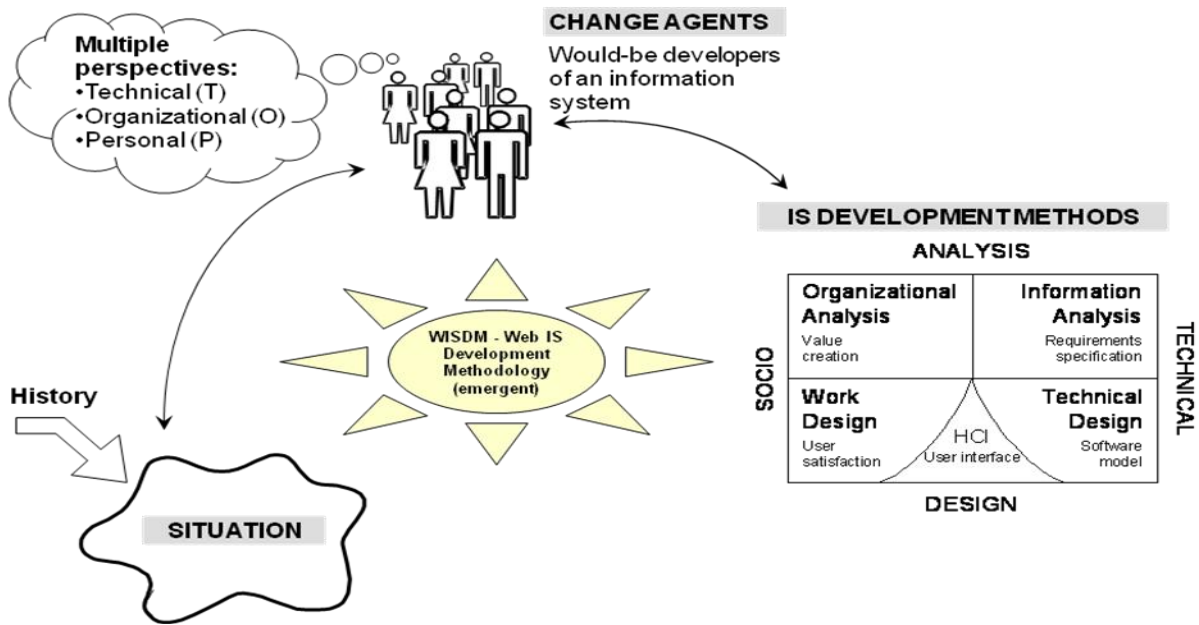 Multiple
perspectives:
•Technical (T)
•Organizational (O)
•Personal (P)
CHANGE AGENTS
Would-be developers
of an information
system
IS DEVELOPMENT METHODS
ANALYSIS
Organizational
Analysis
Value
creation
Information
Analysis
Requirements
specification
SOCIO
TECHNICAL
Work
Design
User
satisfaction
HCI
User interface
Technical
Design
Software
model
DESIGN
WISDM - Web IS
Development
Methodology
(emergent)
History
SITUATION